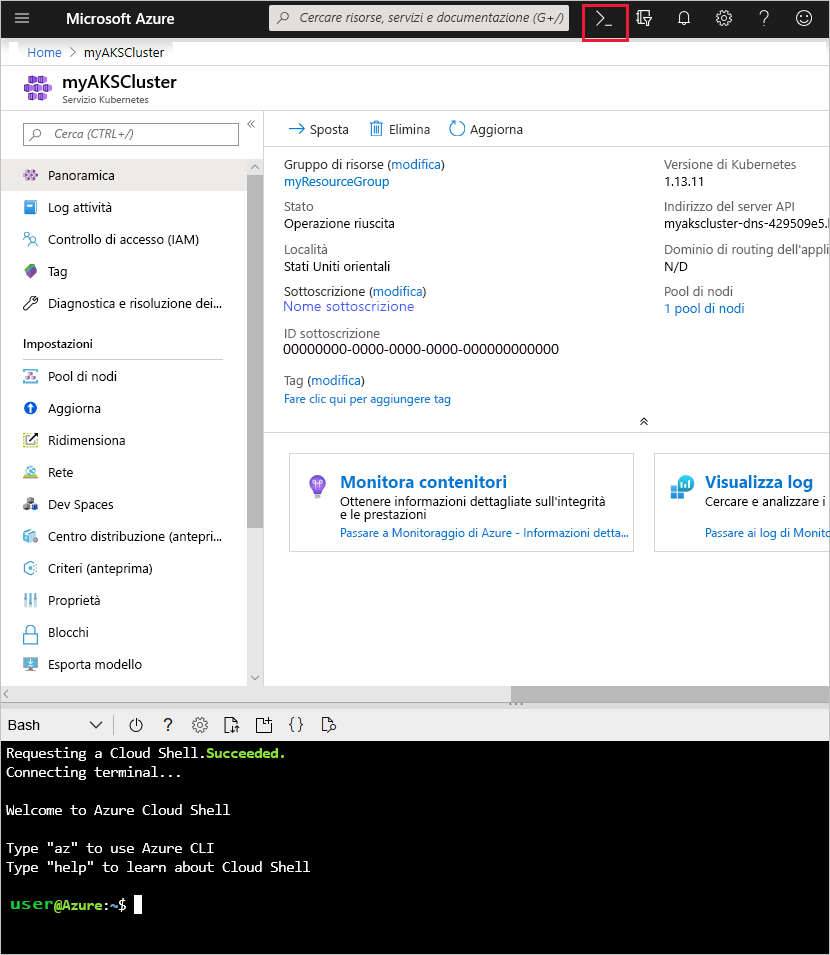 Microsoft Azure
Cercare risorse, servizi e documentazione (G+/)
Home > myAKSCluster
myAKSCluster
Servizio Kubernetes
Cerca (CTRL+/)
Panoramica
Log attività
Controllo di accesso (IAM)
Tag
Diagnostica e risoluzione dei...
Impostazioni
Pool di nodi
Aggiorna
Ridimensiona
Rete
Dev Spaces
Centro distribuzione (antepri...
Criteri (anteprima)
Proprietà
Blocchi
Esporta modello
Sposta
Elimina
Aggiorna
Gruppo di risorse (modifica)
myResourceGroup
Stato
Operazione riuscita
Località
Stati Uniti orientali
Sottoscrizione (modifica)
Nome sottoscrizione
ID sottoscrizione
00000000-0000-0000-0000-000000000000
Tag (modifica)
Fare clic qui per aggiungere tag
Versione di Kubernetes
1.13.11
Indirizzo del server API
myakscluster-dns-429509e5.
Dominio di routing dell'appli
N/D
Pool di nodi
1 pool di nodi
Monitora contenitori
Ottenere informazioni dettagliate sull'integrità
e le prestazioni
Passare a Monitoraggio di Azure - Informazioni detta...
Visualizza log
Cercare e analizzare i
Passare ai log di Monito
Bash
Requesting a Cloud Shell.Succeeded.
Connecting terminal...
Welcome to Azure Cloud Shell
Type "az" to use Azure CLI
Type "help" to learn about Cloud Shell
user@Azure:~$